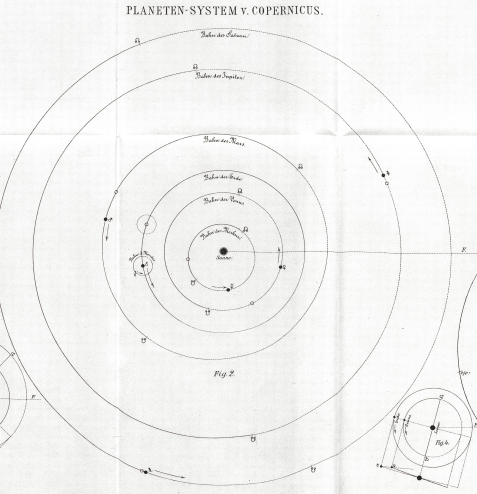 PLANETEN-SYSTEM v. COPERNICUS.
Bahn des Saturn
Bahn des Jupiter
Bahn des Mars
Bahn der Erde
Bahn der Venus
Bahn des Merkur
Sonne
F.
Fig. 2.
F
Fig. 4.